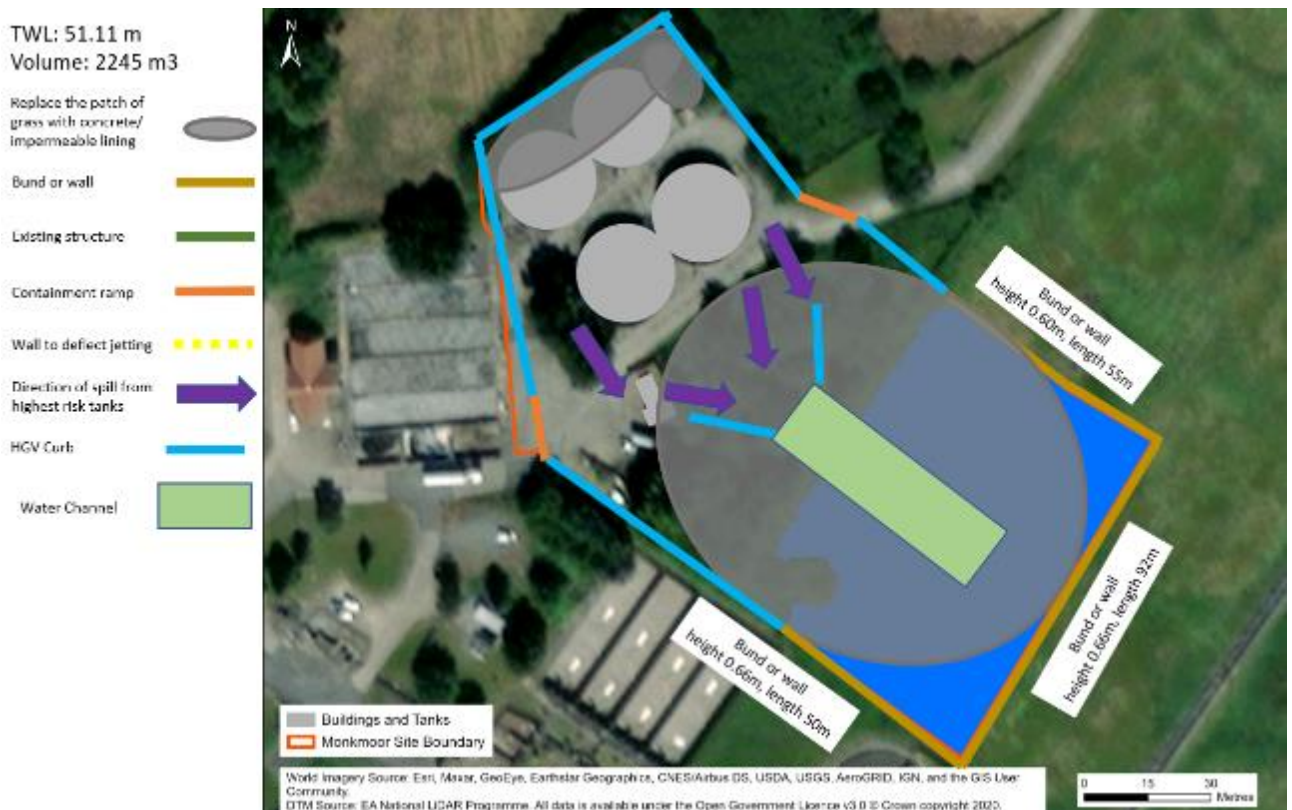 TWL: 51.11 m
Volume: 2245 m3
Replace the patch of
grass with concrete/
impermeable lining
Bund or wall
Existing structure
Containment ramp
Wall to deflect jetting
Direction of spill from
highest risk tanks
HGV Curb
Water Channel
N
Bund or wall
height 0.60m, length 55m
Bund or wall
height 0.66m, length 92m
Bund or wall
height 0.66m, length 50m
Buildings and Tanks
Monkmoor Site Boundary
World Imagery Source: Esri, Maxar, GeoEye, Earthstar Geographics, CNES/Airbus DS, USDA, USGS, AeroGRID, IGN, and the GIS User
Community.
DTM Source: EA National LIDAR Programme. All data is available under the Open Government Licence v3.0 © Crown copyright 2020.
0 15 30
Metres